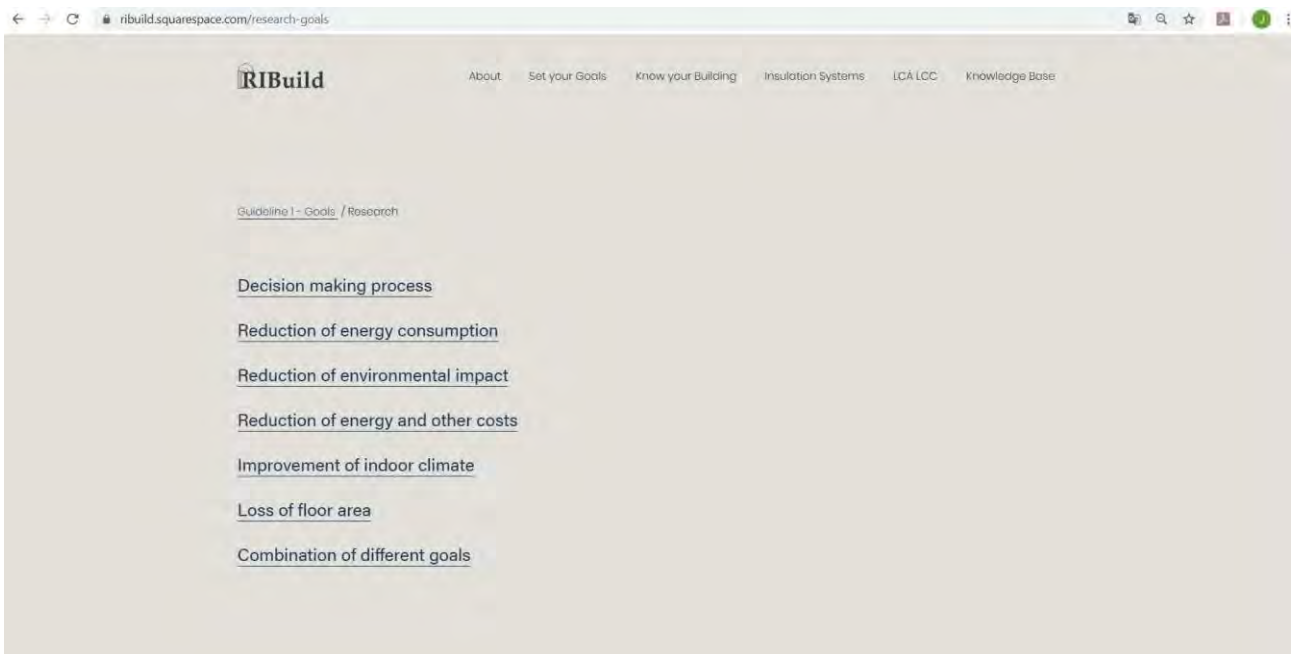 ribuild.squarespace.com/research-goals
RIBuild
About Set your Goals Know your Building Insulation Systems LCA LCC Knowledge Base
Guideline 1 - Goals / Research
Decision making process
Reduction of energy consumption
Reduction of environmental impact
Reduction of energy and other costs
Improvement of indoor climate
Loss of floor area
Combination of different goals